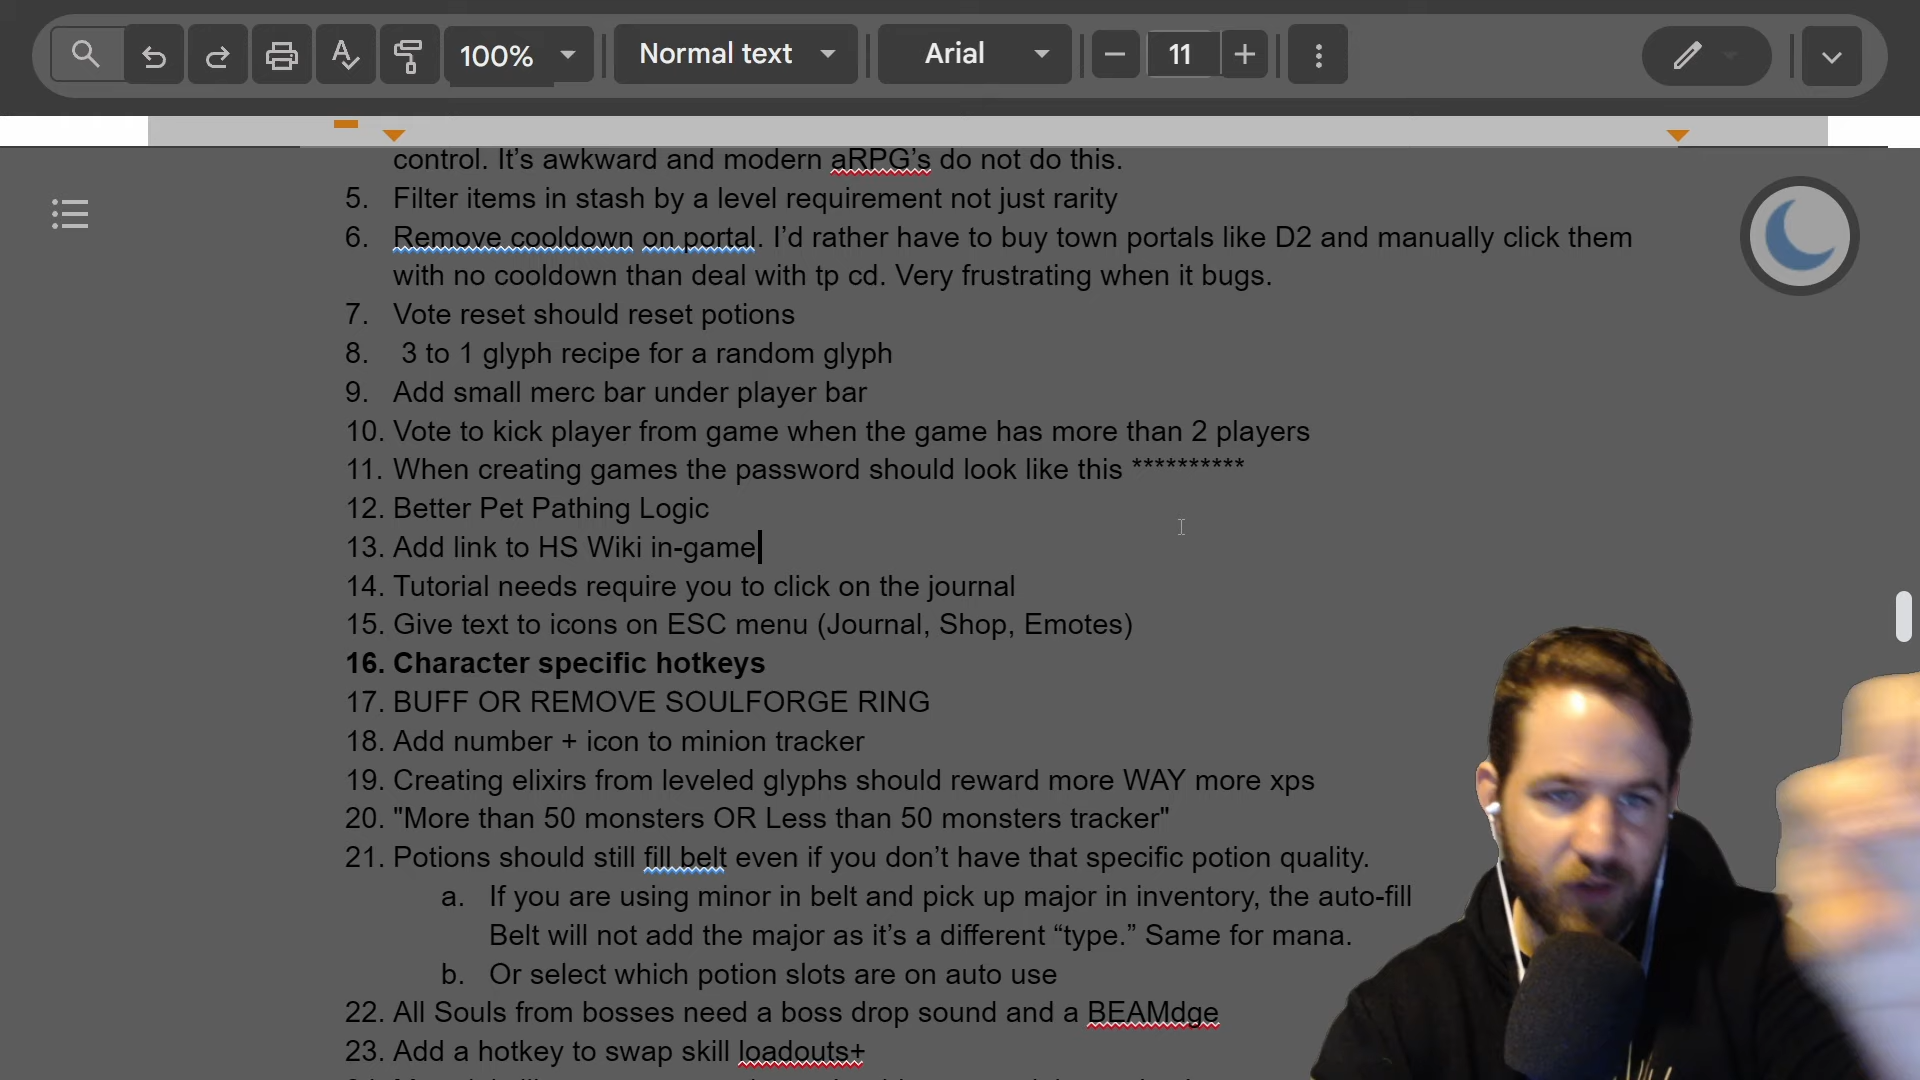 100%
Normal text
Arial
11
control. It’s awkward and modern aRPG’s do not do this.
5. Filter items in stash by a level requirement not just rarity
6. Remove cooldown on portal. I’d rather have to buy town portals like D2 and manually click them
with no cooldown than deal with tp cd. Very frustrating when it bugs.
7. Vote reset should reset potions
8. 3 to 1 glyph recipe for a random glyph
9. Add small merc bar under player bar
10. Vote to kick player from game when the game has more than 2 players
11. When creating games the password should look like this **********
12. Better Pet Pathing Logic
13. Add link to HS Wiki in-game
14. Tutorial needs require you to click on the journal
15. Give text to icons on ESC menu (Journal, Shop, Emotes)
16. Character specific hotkeys
17. BUFF OR REMOVE SOULFORGE RING
18. Add number + icon to minion tracker
19. Creating elixirs from leveled glyphs should reward more WAY more xps
20. "More than 50 monsters OR Less than 50 monsters tracker"
21. Potions should still fill belt even if you don’t have that specific potion quality.
a. If you are using minor in belt and pick up major in inventory, the auto-fill
Belt will not add the major as it’s a different “type.” Same for mana.
b. Or select which potion slots are on auto use
22. All Souls from bosses need a boss drop sound and a BEAMdge
23. Add a hotkey to swap skill loadouts+